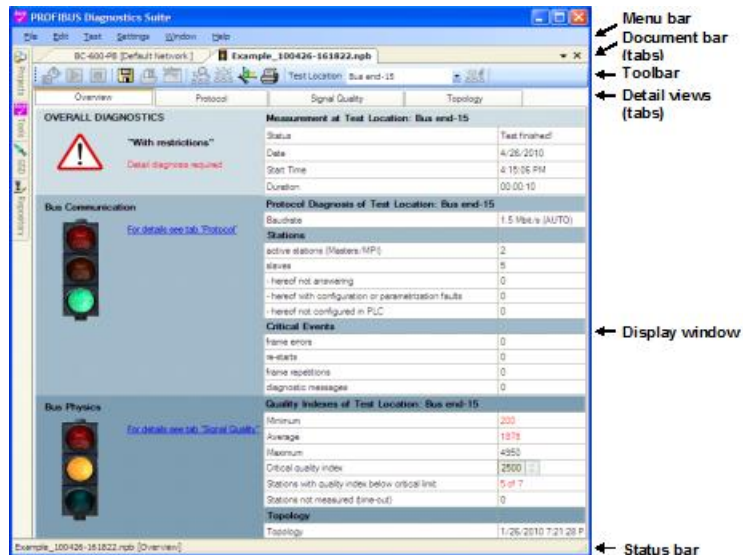 PROFIBUS Diagnostics Suite
File Edit Test Settings Window Help
BC-600-PB [Default Network] Example_100426-161822.npb
Test Location Bus end-15
Overview Protocol Signal Quality Topology
Projects
Tools
GSD
Repository
OVERALL DIAGNOSTICS
"With restrictions"
Detail diagnosis required
Measurement at Test Location: Bus end-15
Status Test finished!
Date 4/26/2010
Start Time 4:15:06 PM
Duration 00:00:10
Bus Communication
For details see tab "Protocol"
Protocol Diagnosis of Test Location: Bus end-15
Baudrate 1.5 Mbit/s (AUTO)
Stations
active stations (Masters/MPI) 2
slaves 5
- hereof not answering 0
- hereof with configuration or parametrization faults 0
- hereof not configured in PLC 0
Critical Events
frame errors 0
re-starts 0
frame repetitions 0
diagnostic messages 0
Bus Physics
For details see tab "Signal Quality"
Quality Indexes of Test Location: Bus end-15
Minimum 200
Average 1878
Maximum 4950
Critical quality index 2500
Stations with quality index below critical limit 5 of 7
Stations not measured (time-out) 0
Topology
Topology 1/26/2010 7:21:28 P
Example_100426-161822.npb [Overview]
Menu bar
Document bar
(tabs)
Toolbar
Detail views
(tabs)
Display window
Status bar